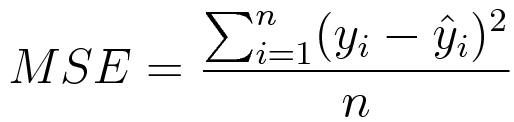 MSE = \frac{\sum_{i=1}^{n}(y_i - \hat{y}_i)^2}{n}